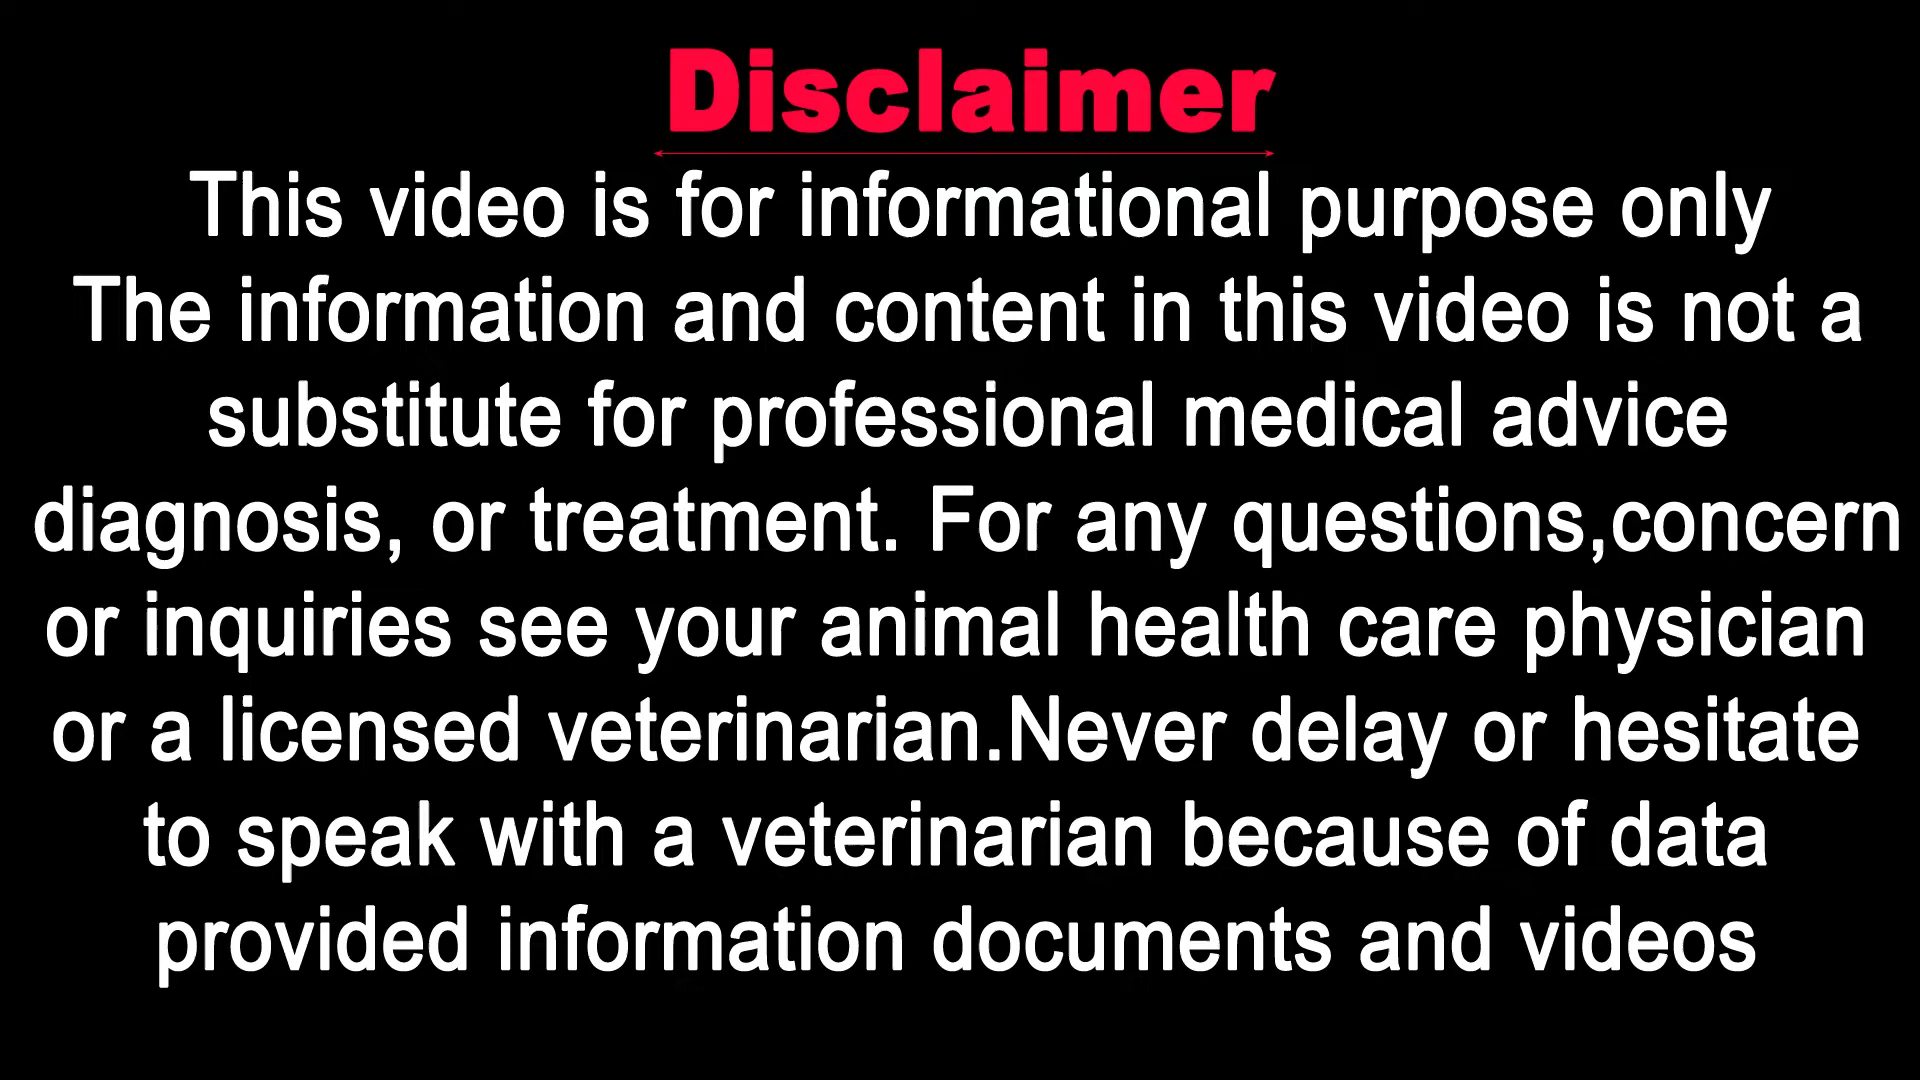 Disclaimer
This video is for informational purpose only
The information and content in this video is not a
substitute for professional medical advice
diagnosis, or treatment. For any questions,concern
or inquiries see your animal health care physician
or a licensed veterinarian.Never delay or hesitate
to speak with a veterinarian because of data
provided information documents and videos